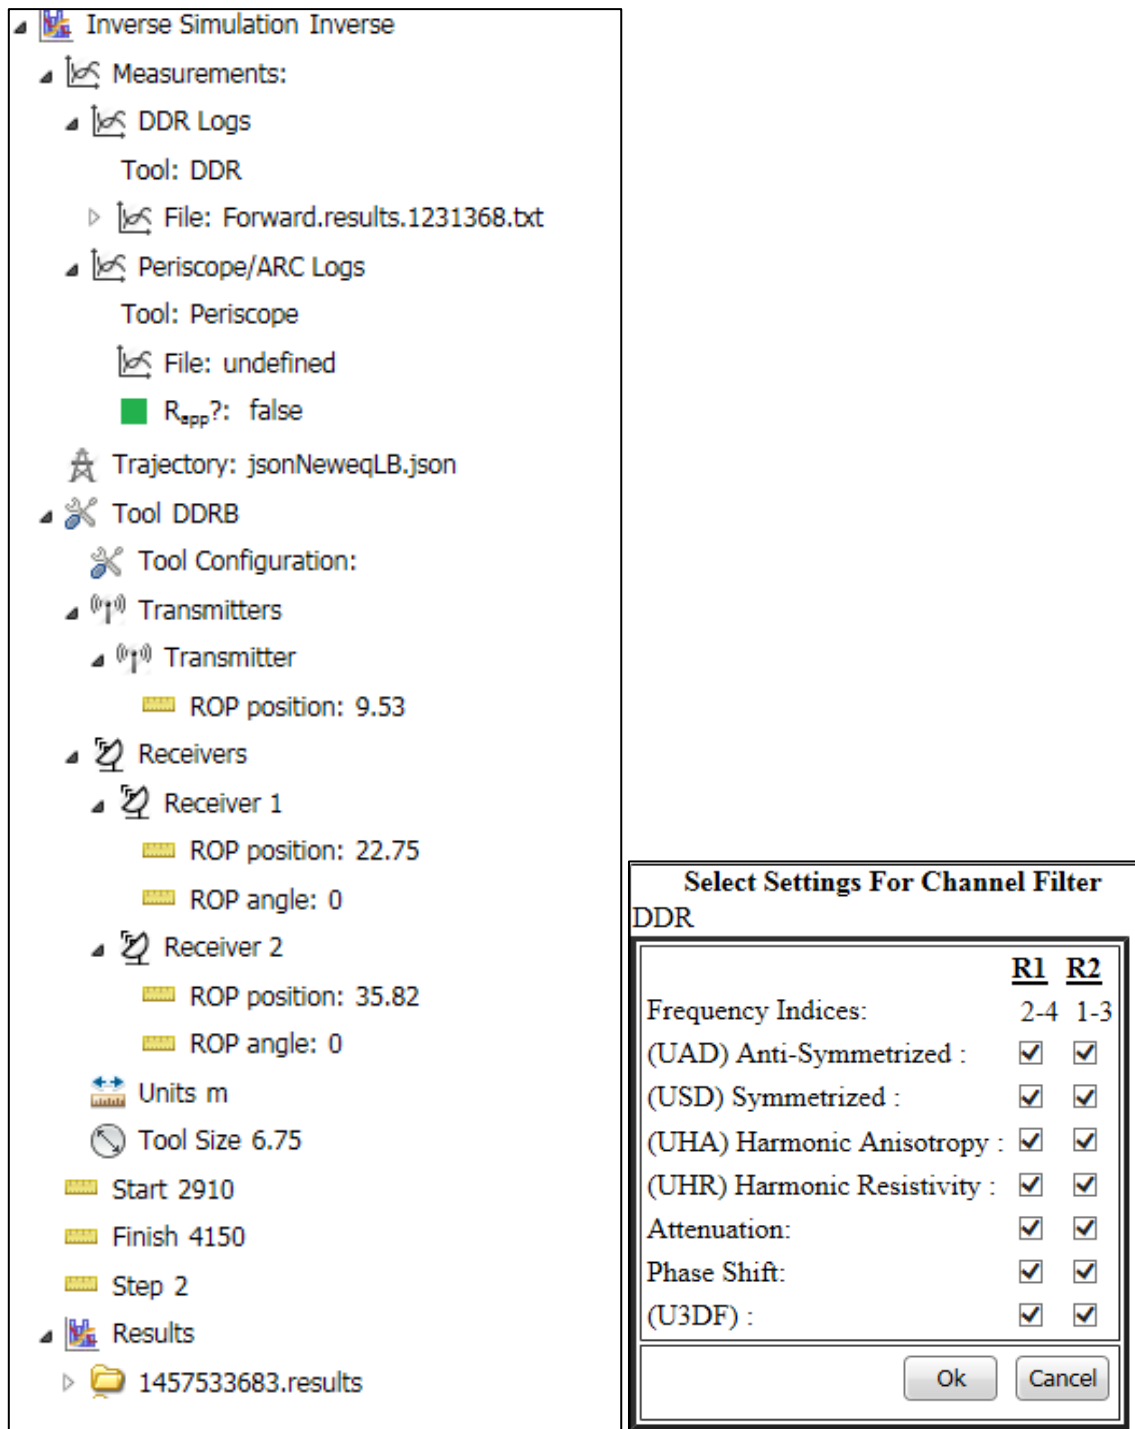 Inverse Simulation Inverse
Measurements:
DDR Logs
Tool: DDR
File: Forward.results.1231368.txt
Periscope/ARC Logs
Tool: Periscope
File: undefined
Rapp?: false
Trajectory: jsonNeweqLB.json
Tool DDRB
Tool Configuration:
Transmitters
Transmitter
ROP position: 9.53
Receivers
Receiver 1
ROP position: 22.75
ROP angle: 0
Receiver 2
ROP position: 35.82
ROP angle: 0
Units m
Tool Size 6.75
Start 2910
Finish 4150
Step 2
Results
1457533683.results
Select Settings For Channel Filter
DDR
R1 R2
Frequency Indices: 2-4 1-3
(UAD) Anti-Symmetrized :
(USD) Symmetrized :
(UHA) Harmonic Anisotropy :
(UHR) Harmonic Resistivity :
Attenuation:
Phase Shift:
(U3DF) :
Ok Cancel